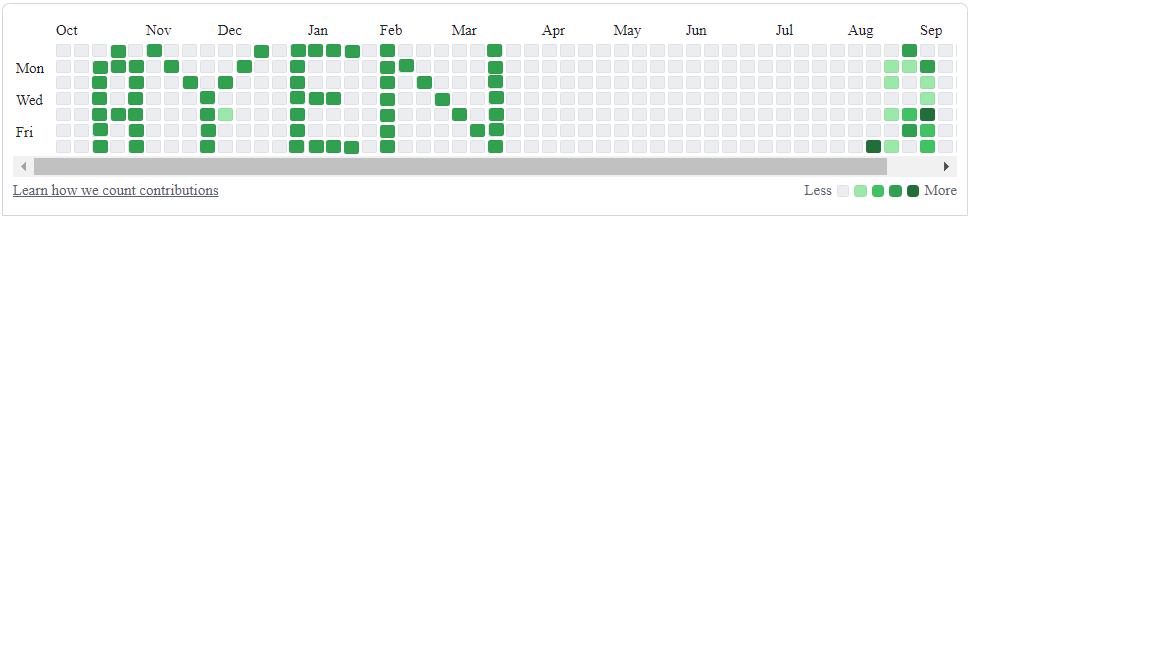 Oct Nov Dec Jan Feb Mar Apr May Jun Jul Aug Sep
AYEN
Mon
Wed
Fri
Learn how we count contributions
Less More